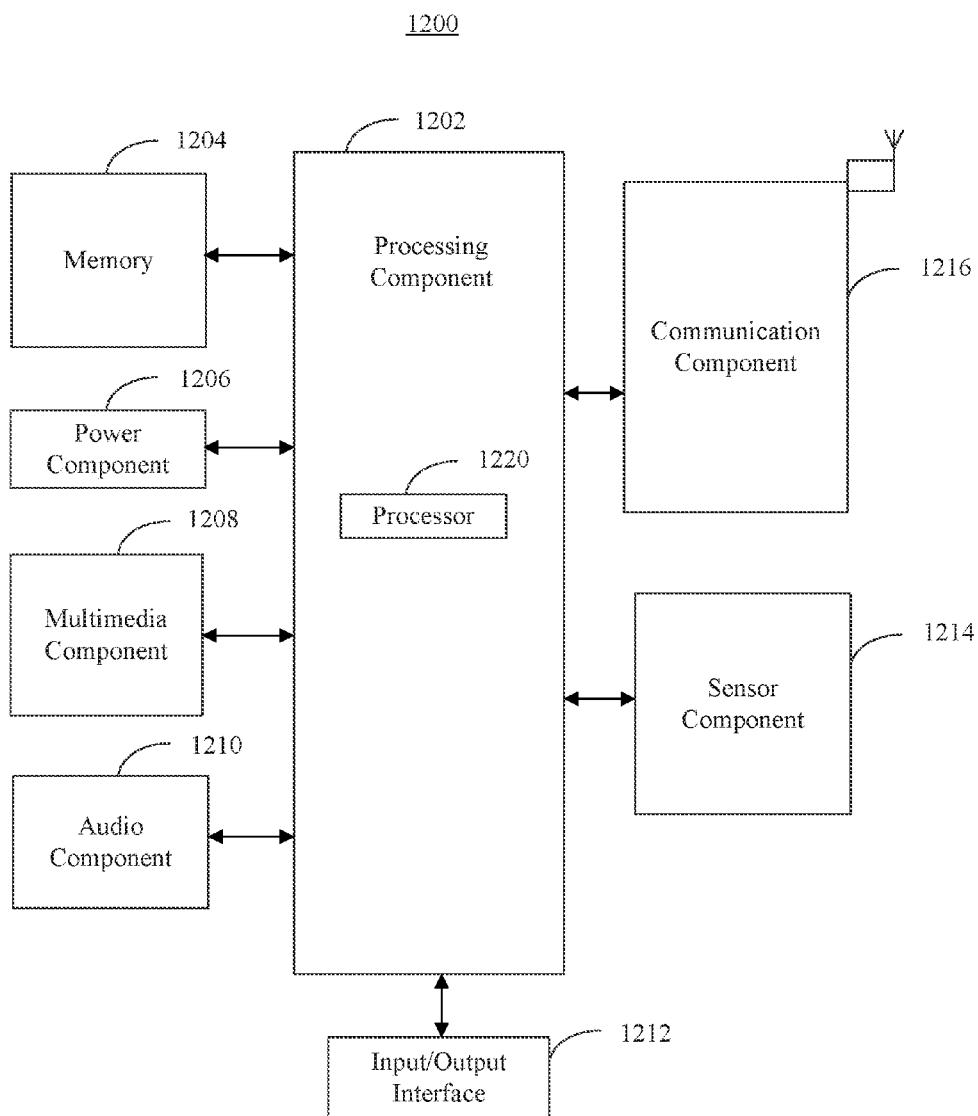 1200
1202
1204
Memory
Processing
Component
1216
Communication
Component
1206
Power
Component
1220
Processor
1208
Multimedia
Component
1214
Sensor
Component
1210
Audio
Component
1212
Input/Output
Interface